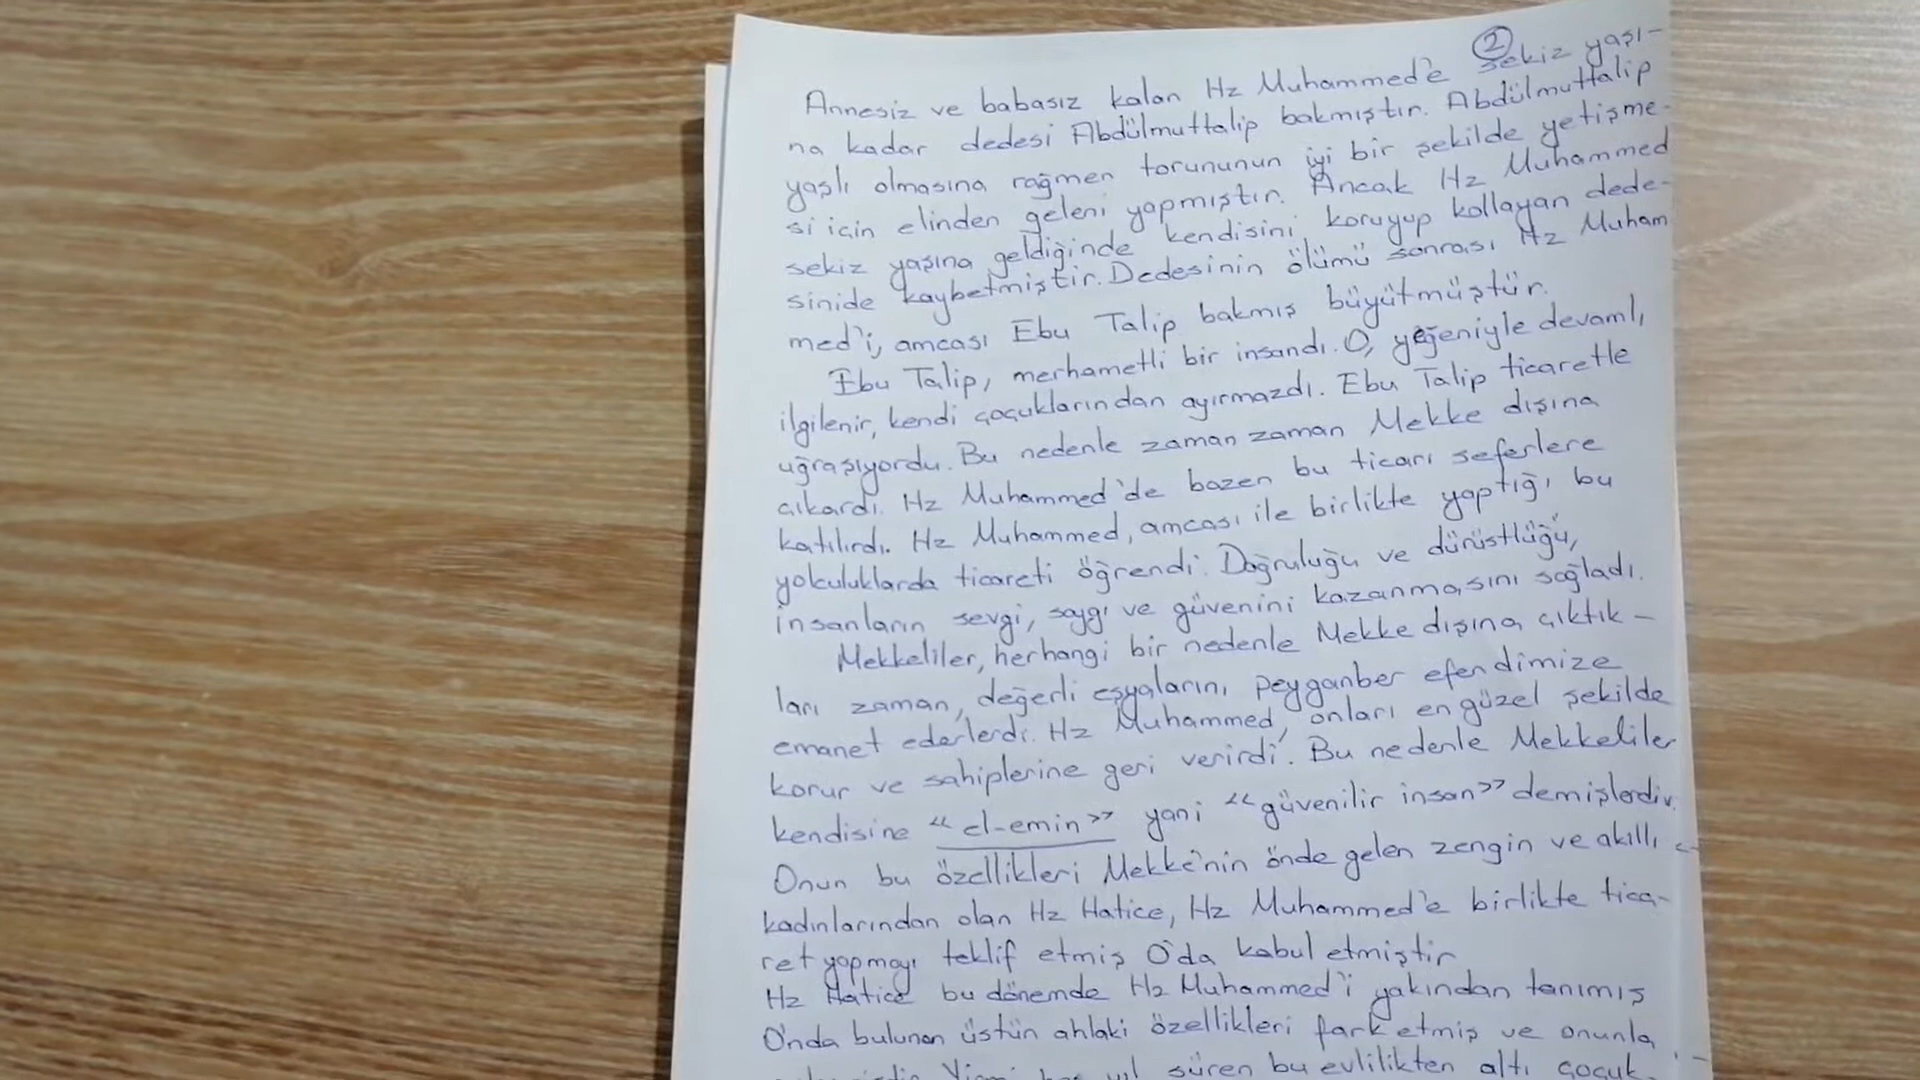 2
Annesiz ve babasız kalan Hz Muhammed'e sekiz yaşı-
na kadar dedesi Abdülmuttalip bakmıştır. Abdülmuttalip
yaşlı olmasına rağmen torununun iyi bir şekilde yetişme-
si için elinden geleni yapmıştır. Ancak Hz Muhammed
sekiz yaşına geldiğinde kendisini koruyup kollayan dede-
sinide kaybetmiştir. Dedesinin ölümü sonrası Hz Muham
med'i, amcası Ebu Talip bakmış büyütmüştür.
Ebu Talip, merhametli bir insandı. O, yeğeniyle devamlı
ilgilenir, kendi çocuklarından ayırmazdı. Ebu Talip ticaretle
uğraşıyordu. Bu nedenle zaman zaman Mekke dışına
çıkardı. Hz Muhammed'de bazen bu ticari seferlere
katılırdı. Hz Muhammed, amcası ile birlikte yaptığı bu
yolculuklarda ticareti öğrendi. Doğruluğu ve dürüstlüğü,
insanların sevgi, saygı ve güvenini kazanmasını sağladı.
Mekkeliler, herhangi bir nedenle Mekke dışına çıktık-
ları zaman, değerli eşyalarını peyganber efendimize
emanet ederlerdi. Hz Muhammed, onları en güzel şekilde
korur ve sahiplerine geri verirdi. Bu nedenle Mekkeliler
kendisine «el-emin» yani «güvenilir insan» demişlerdir.
Onun bu özellikleri Mekke'nin önde gelen zengin ve akıllı
kadınlarından olan Hz Hatice, Hz Muhammed'e birlikte tica-
ret yapmayı teklif etmiş O'da kabul etmiştir
Hz Hatice bu dönemde Hz Muhammed'i yakından tanımış
O'nda bulunan üstün ahlaki özellikleri fark etmiş ve onunla
süren bu evlilikten altı çocuk